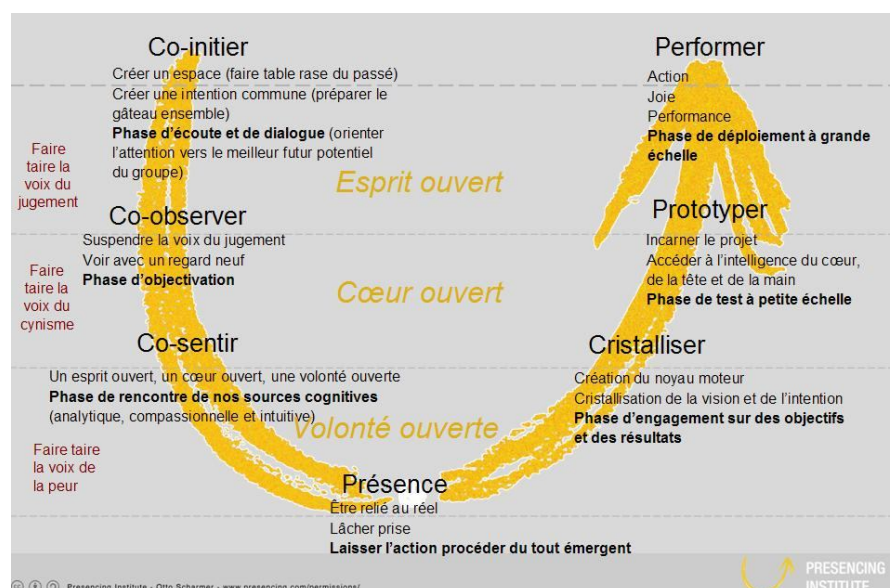 Co-initier
Créer un espace (faire table rase du passé)
Créer une intention commune (préparer le
gâteau ensemble)
Phase d'écoute et de dialogue (orienter
l'attention vers le meilleur futur potentiel
du groupe)
Faire
taire la
voix du
jugement
Esprit ouvert
Co-observer
Suspendre la voix du jugement
Voir avec un regard neuf
Phase d'objectivation
Faire
taire la
voix du
cynisme
Cœur ouvert
Co-sentir
Un esprit ouvert, un cœur ouvert, une volonté ouverte
Phase de rencontre de nos sources cognitives
(analytique, compassionnelle et intuitive)
Volonté ouverte
Faire taire
la voix de
la peur
Présence
Être relié au réel
Lâcher prise
Laisser l'action procéder du tout émergent
Cristalliser
Création du noyau moteur
Cristalisation de la vision et de l'intention
Phase d'engagement sur des objectifs
et des résultats
Prototyper
Incarner le projet
Accéder à l'intelligence du cœur,
de la tête et de la main
Phase de test à petite échelle
Performer
Action
Joie
Performance
Phase de déploiement à grande
échelle
Presencing Institute - Otto Scharmer - www.presencing.com/permissions/
PRESENCING
INSTITUTE